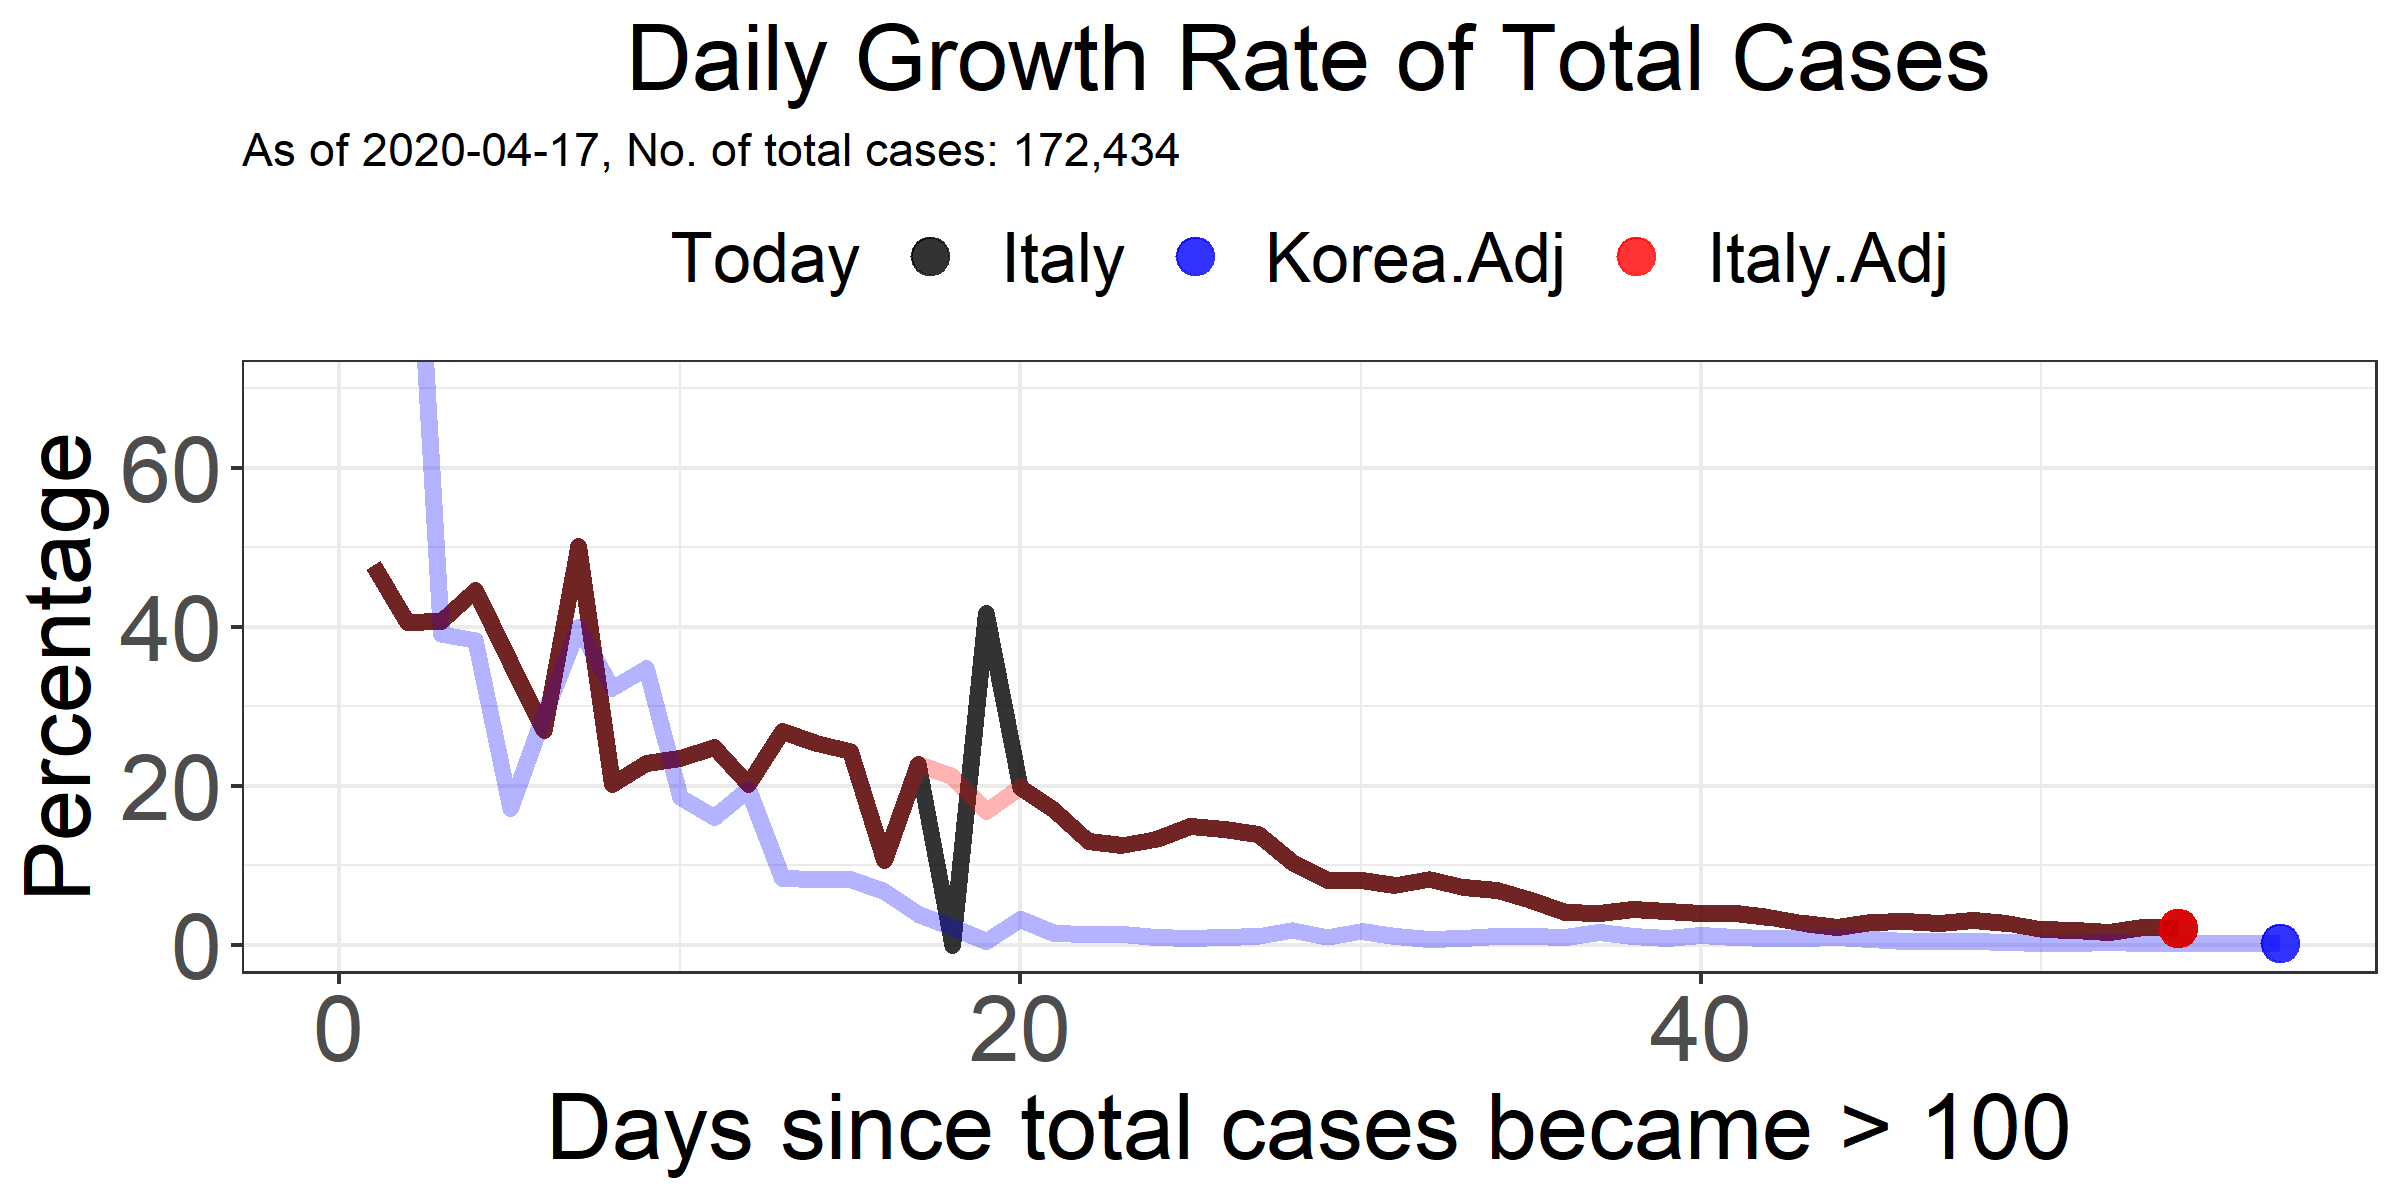 Daily Growth Rate of Total Cases
As of 2020-04-17, No. of total cases: 172,434
Today Italy Korea.Adj Italy.Adj
Percentage
60
40
20
0
0 20 40
Days since total cases became > 100